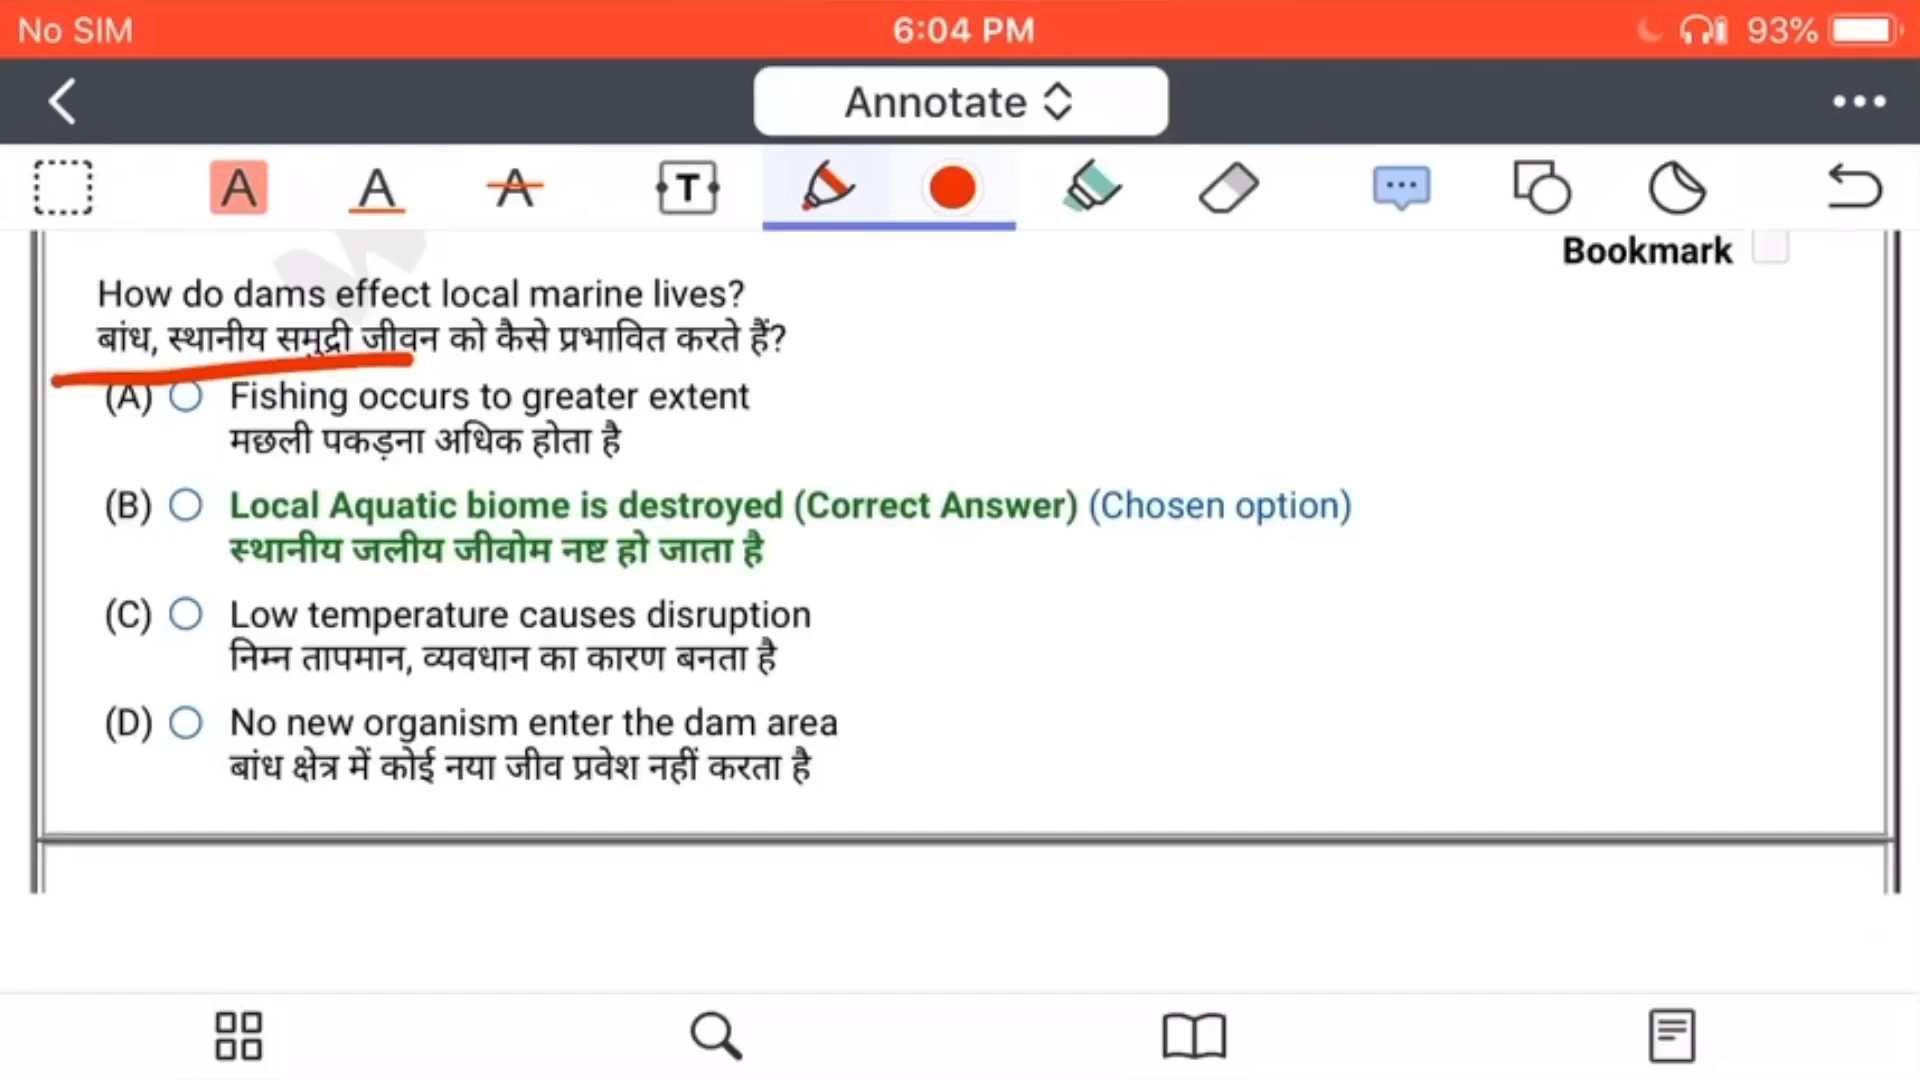 No SIM 6:04 PM 93%
Annotate
A A A T
Bookmark
How do dams effect local marine lives?
बांध, स्थानीय समुद्री जीवन को कैसे प्रभावित करते हैं?
(A) Fishing occurs to greater extent
मछली पकड़ना अधिक होता है
(B) Local Aquatic biome is destroyed (Correct Answer) (Chosen option)
स्थानीय जलीय जीवोम नष्ट हो जाता है
(C) Low temperature causes disruption
निम्न तापमान, व्यवधान का कारण बनता है
(D) No new organism enter the dam area
बांध क्षेत्र में कोई नया जीव प्रवेश नहीं करता है